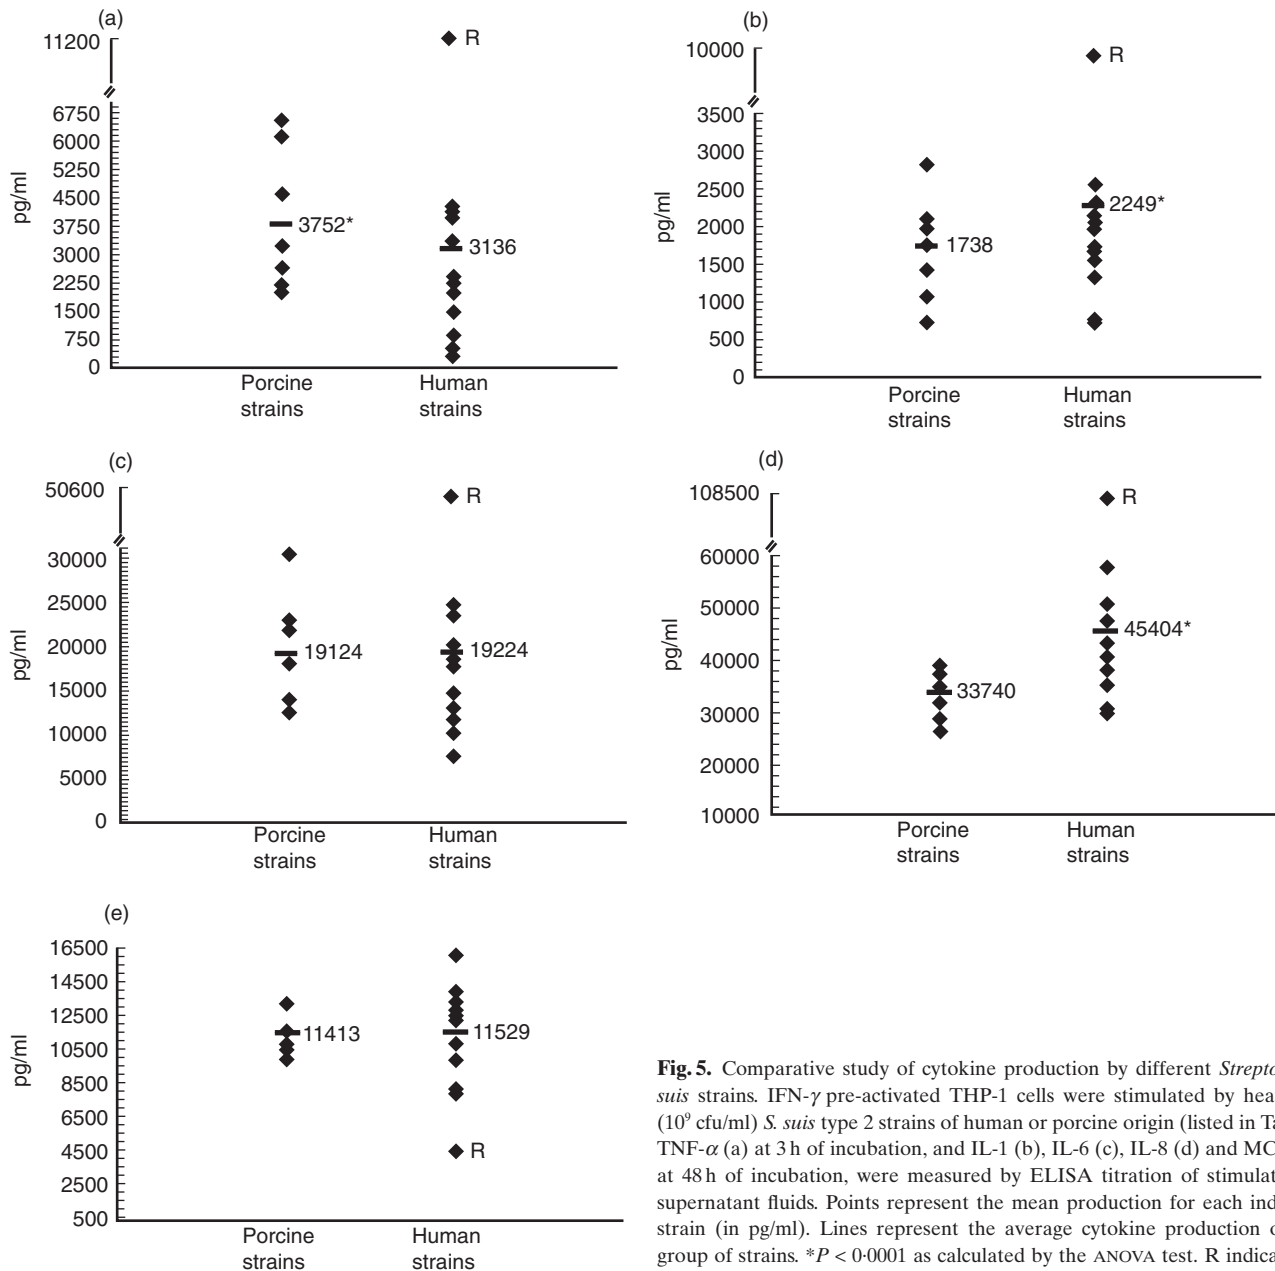 (a)
11200
R
6750
6000
5250
4500
3750
3000
2250
1500
750
0
pg/ml
3752*
3136
Porcine
strains
Human
strains
(b)
10000
R
3500
3000
2500
2000
1500
1000
500
0
pg/ml
1738
2249*
Porcine
strains
Human
strains
(c)
50600
R
30000
25000
20000
15000
10000
5000
0
pg/ml
19124
19224
Porcine
strains
Human
strains
(d)
108500
R
60000
50000
40000
30000
20000
10000
pg/ml
33740
45404*
Porcine
strains
Human
strains
(e)
16500
14500
12500
10500
8500
6500
4500
2500
500
pg/ml
11413
11529
R
Porcine
strains
Human
strains
Fig. 5. Comparative study of cytokine production by different Strepto
suis strains. IFN-γ pre-activated THP-1 cells were stimulated by hea
(10⁹ cfu/ml) S. suis type 2 strains of human or porcine origin (listed in Ta
TNF-α (a) at 3 h of incubation, and IL-1 (b), IL-6 (c), IL-8 (d) and MC
at 48 h of incubation, were measured by ELISA titration of stimulat
supernatant fluids. Points represent the mean production for each ind
strain (in pg/ml). Lines represent the average cytokine production o
group of strains. *P < 0·0001 as calculated by the ANOVA test. R indica